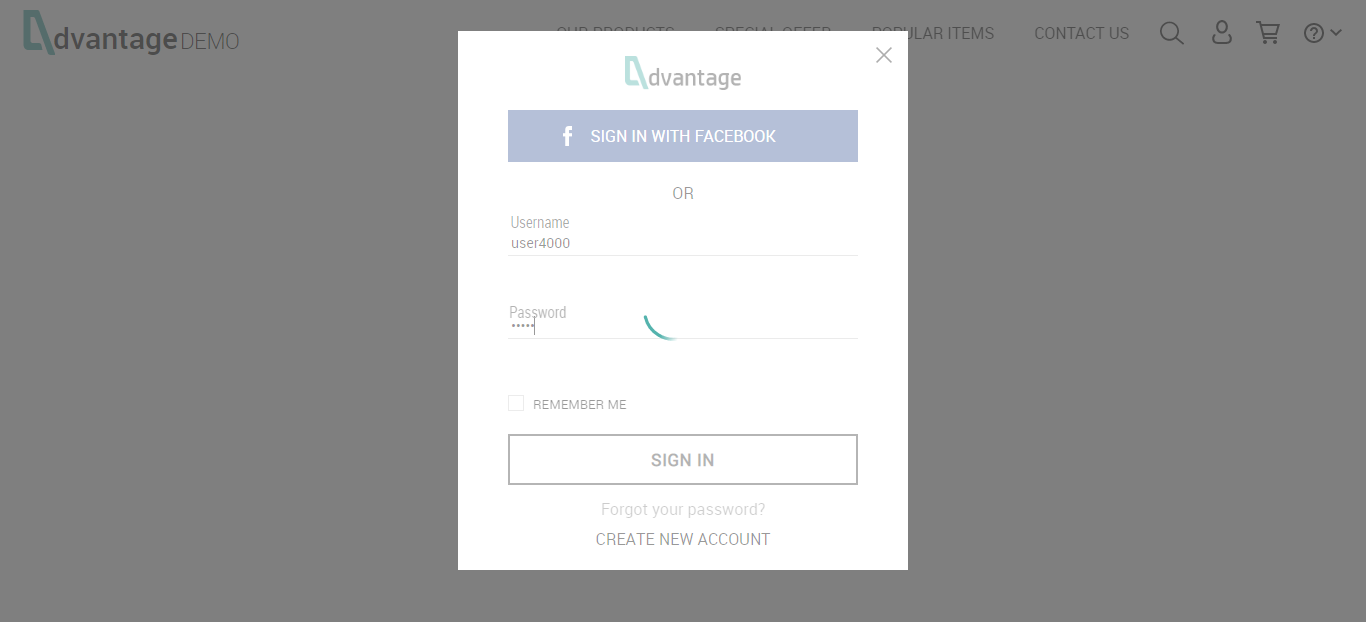 dvantage DEMO
OUR PRODUCTS SPECIAL OFFER POPULAR ITEMS CONTACT US
dvantage
SIGN IN WITH FACEBOOK
OR
Username
user4000
Password
•••••
REMEMBER ME
SIGN IN
Forgot your password?
CREATE NEW ACCOUNT